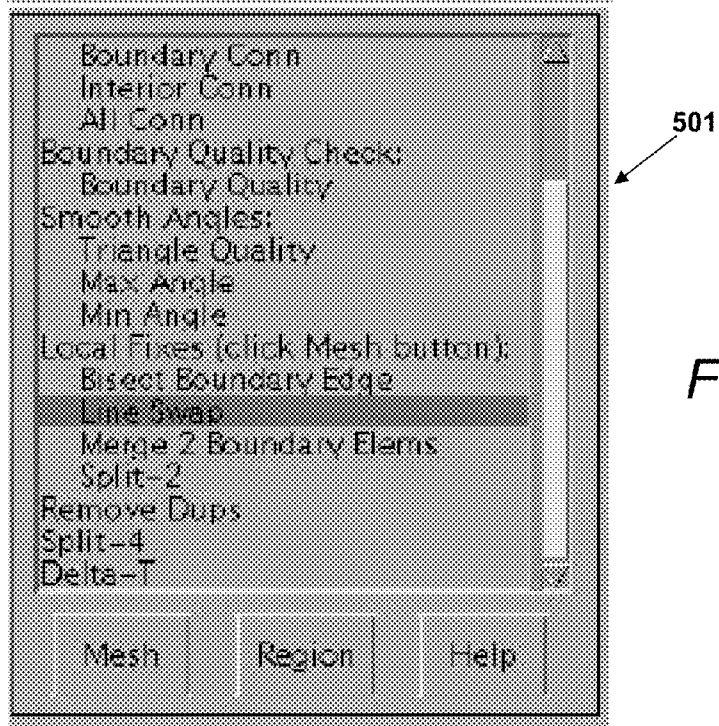 Boundary Conn
Interior Conn
All Conn
Boundary Quality Check:
Boundary Quality
Smooth Angles:
Triangle Quality
Max Angle
Min Angle
Local Fixes (click Mesh button):
Bisect Boundary Edge
Line Swap
Merge 2 Boundary Elems
Split-2
Remove Dups
Split-4
Delta-T
Mesh Region Help
501
F